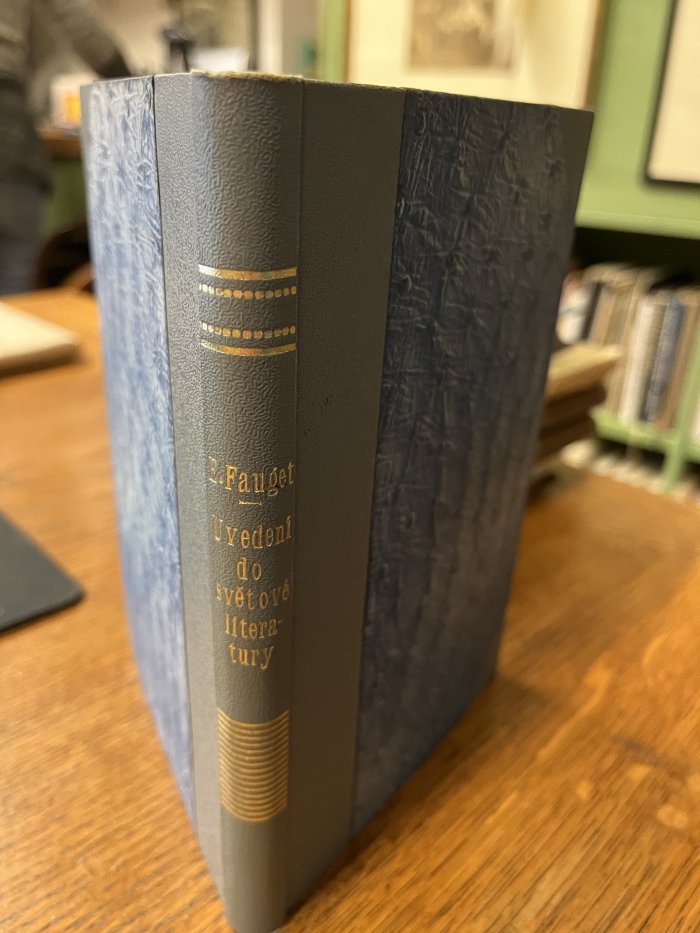 E. Fauget
Uvedení
do
světové
litera-
tury